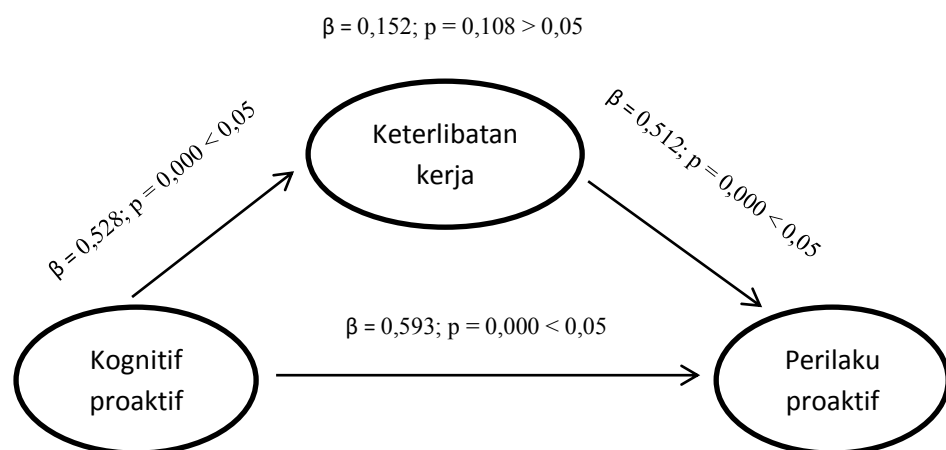 β = 0,152; p = 0,108 > 0,05
β = 0,528; p = 0,000 < 0,05
Keterlibatan
kerja
β = 0,512; p = 0,000 < 0,05
β = 0,593; p = 0,000 < 0,05
Kognitif
proaktif
Perilaku
proaktif